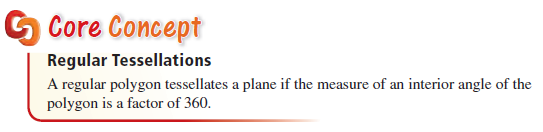 Core Concept
Regular Tessellations
A regular polygon tessellates a plane if the measure of an interior angle of the
polygon is a factor of 360.